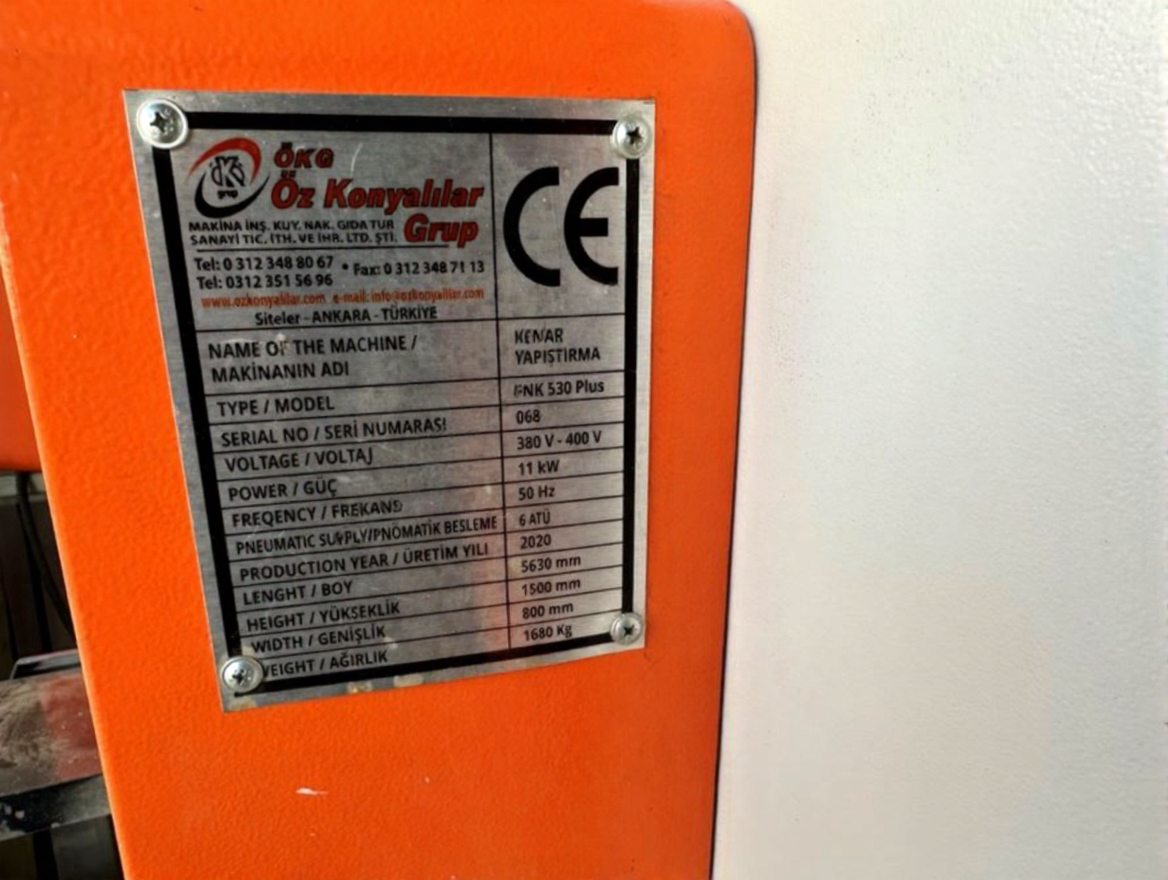 ÖKG
grup
ÖKG
Öz Konyalılar
Grup
MAKİNA İNŞ. KUY. NAK. GIDA TUR
SANAYİ TİC. İTH. VE İHR. LTD. ŞTİ.
Tel: 0 312 348 80 67 • Fax: 0 312 348 71 13
Tel: 0312 351 56 96
www.ozkonyalilar.com e-mail: info@ozkonyalilar.com
Siteler - ANKARA - TÜRKİYE
CE
NAME OF THE MACHINE /
MAKİNANIN ADI
KENAR
YAPIŞTIRMA
TYPE / MODEL
530 Plus
SERIAL NO / SERİ NUMARASI
068
VOLTAGE / VOLTAJ
380 V - 400 V
POWER / GÜÇ
11 kW
FREQENCY / FREKANS
50 Hz
PNEUMATIC SUPPLY/PNOMATİK BESLEME
6 ATÜ
PRODUCTION YEAR / ÜRETİM YILI
2020
LENGHT / BOY
5630 mm
HEIGHT / YÜKSEKLİK
1500 mm
WIDTH / GENİŞLİK
800 mm
WEIGHT / AĞIRLIK
1680 Kg